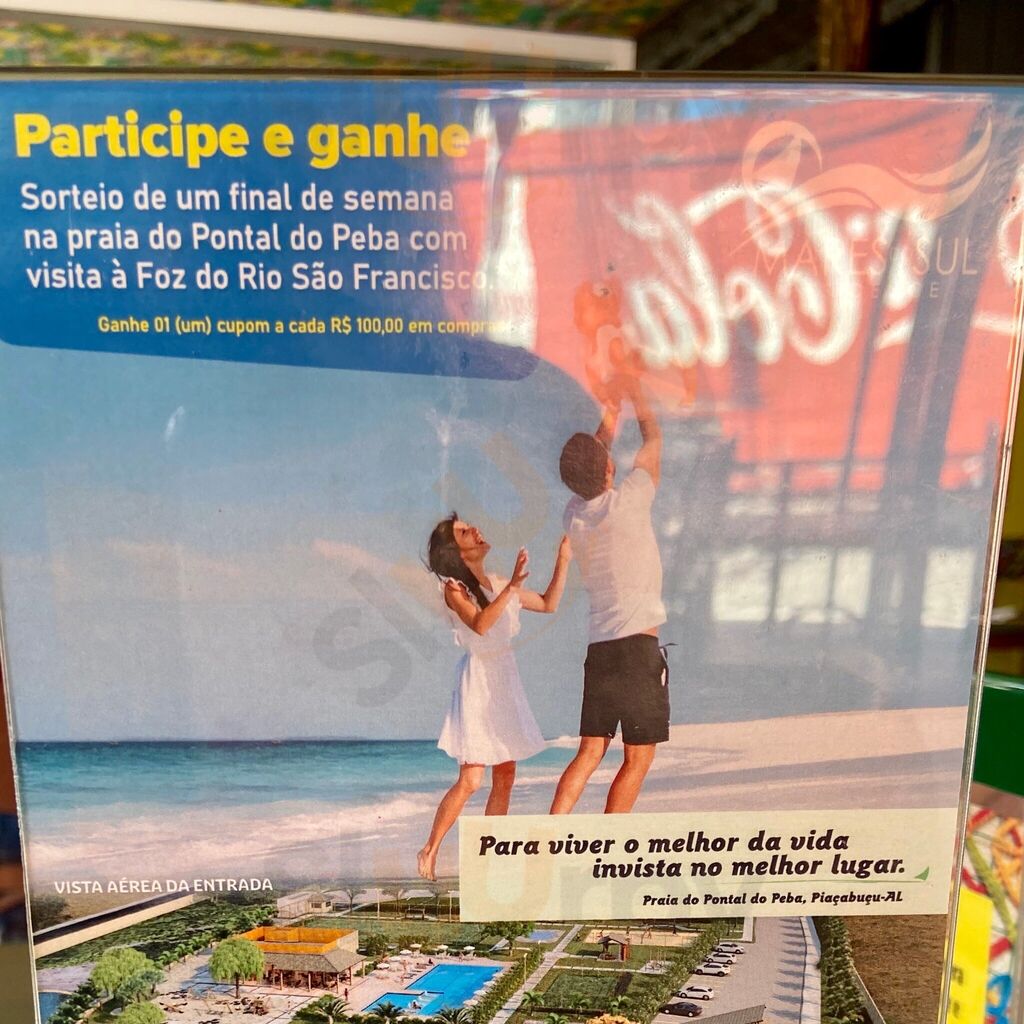 Participe e ganhe
Sorteio de um final de semana
na praia do Pontal do Peba com
visita à Foz do Rio São Francisco.
Ganhe 01 (um) cupom a cada R$ 100,00 em compras
SUL
Cola
Para viver o melhor da vida
invista no melhor lugar.
Praia do Pontal do Peba, Piaçabuçu-AL
VISTA AÉREA DA ENTRADA